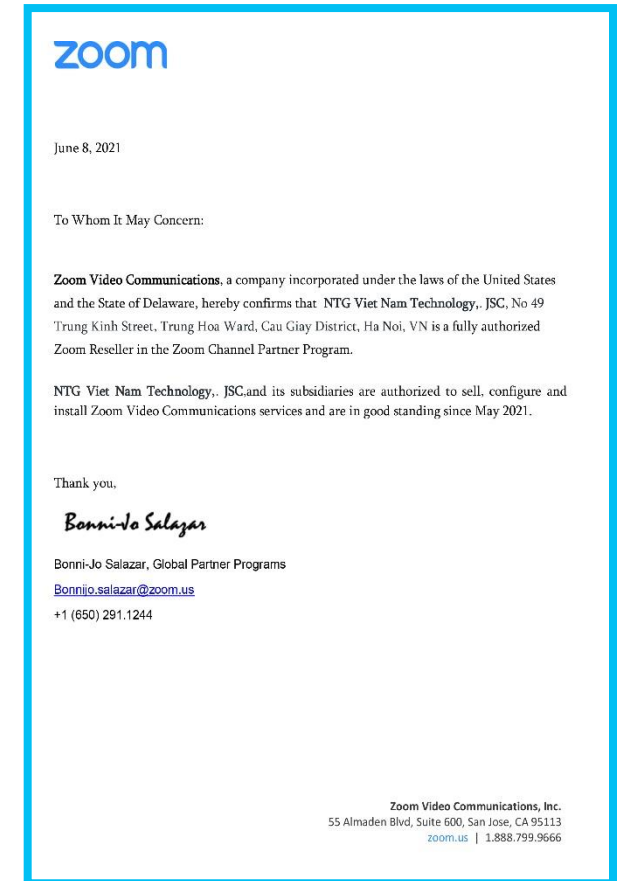 zoom
June 8, 2021
To Whom It May Concern:
Zoom Video Communications, a company incorporated under the laws of the United States
and the State of Delaware, hereby confirms that NTG Viet Nam Technology,. JSC, No 49
Trung Kinh Street, Trung Hoa Ward, Cau Giay District, Ha Noi, VN is a fully authorized
Zoom Reseller in the Zoom Channel Partner Program.
NTG Viet Nam Technology,. JSC,and its subsidiaries are authorized to sell, configure and
install Zoom Video Communications services and are in good standing since May 2021.
Thank you,
Bonni-Jo Salazar
Bonni-Jo Salazar, Global Partner Programs
Bonnijo.salazar@zoom.us
+1 (650) 291.1244
Zoom Video Communications, Inc.
55 Almaden Blvd, Suite 600, San Jose, CA 95113
zoom.us | 1.888.799.9666